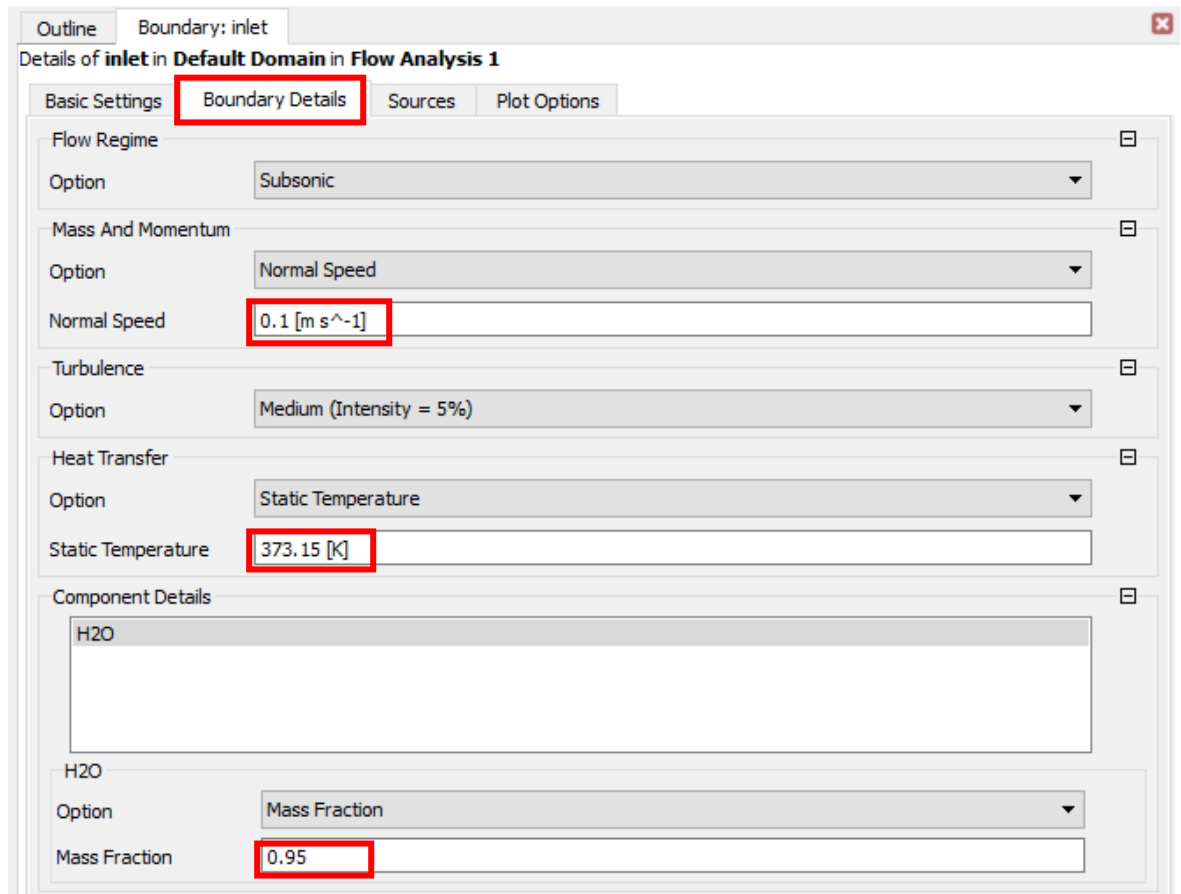 Outline Boundary: inlet
Details of inlet in Default Domain in Flow Analysis 1
Basic Settings Boundary Details Sources Plot Options
Flow Regime
Option Subsonic
Mass And Momentum
Option Normal Speed
Normal Speed 0.1 [m s^-1]
Turbulence
Option Medium (Intensity = 5%)
Heat Transfer
Option Static Temperature
Static Temperature 373.15 [K]
Component Details
H2O
H2O
Option Mass Fraction
Mass Fraction 0.95